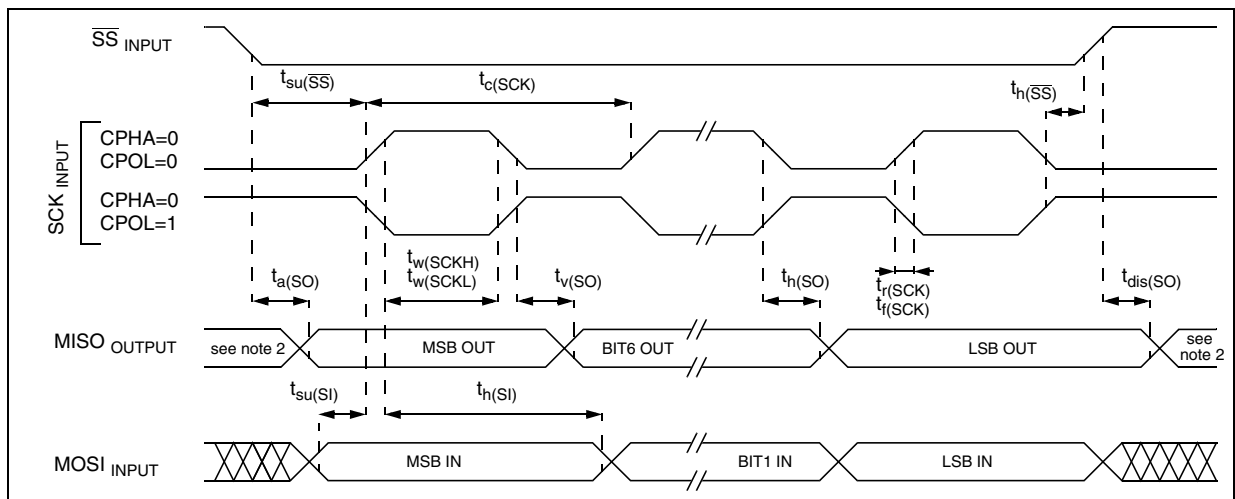 SS INPUT
tsu(SS)
tc(SCK)
th(SS)
SCK INPUT
CPHA=0
CPOL=0
CPHA=0
CPOL=1
ta(SO)
tw(SCKH)
tw(SCKL)
tv(SO)
th(SO)
tr(SCK)
tf(SCK)
tdis(SO)
MISO OUTPUT
see note 2
MSB OUT
BIT6 OUT
LSB OUT
see
note 2
tsu(SI)
th(SI)
MOSI INPUT
MSB IN
BIT1 IN
LSB IN